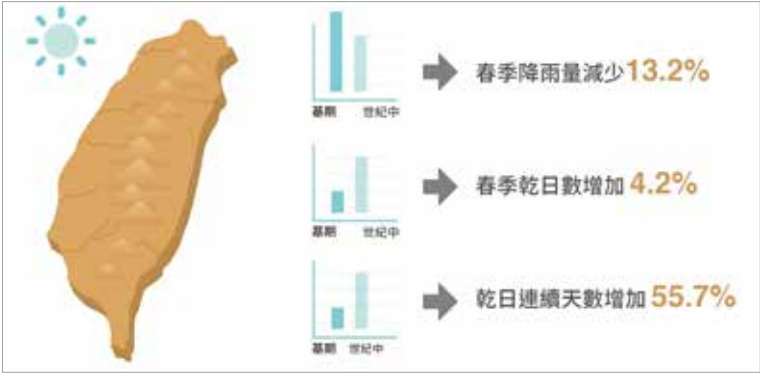 春季降雨量減少13.2%
基期 世紀中
春季乾日數增加 4.2%
基期 世紀中
乾日連續天數增加 55.7%
基期 世紀中